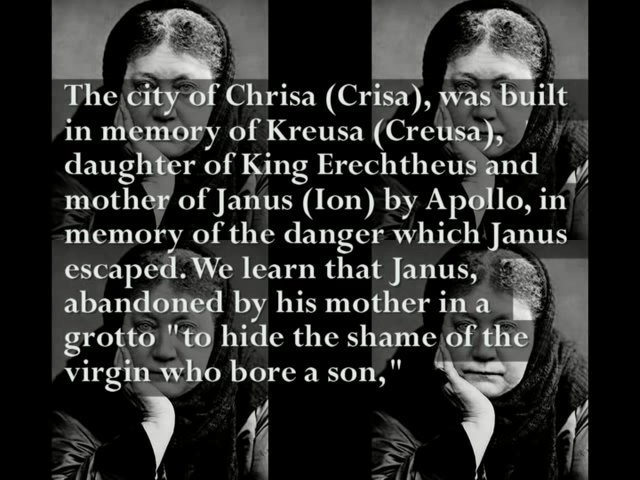 The city of Chrisa (Crisa), was built
in memory of Kreusa (Creusa),
daughter of King Erechtheus and
mother of Janus (Ion) by Apollo, in
memory of the danger which Janus
escaped. We learn that Janus,
abandoned by his mother in a
grotto "to hide the shame of the
virgin who bore a son,"